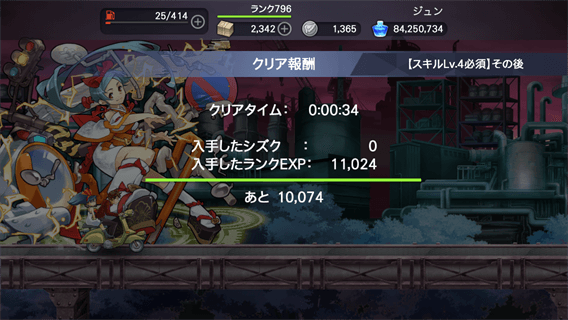 ランク796
ジュン
25/414
2,342
1,365
84,250,734
クリア報酬
【スキルLv.4必須】その後
クリアタイム： 0:00:34
入手したシズク ： 0
入手したランクEXP： 11,024
あと 10,074